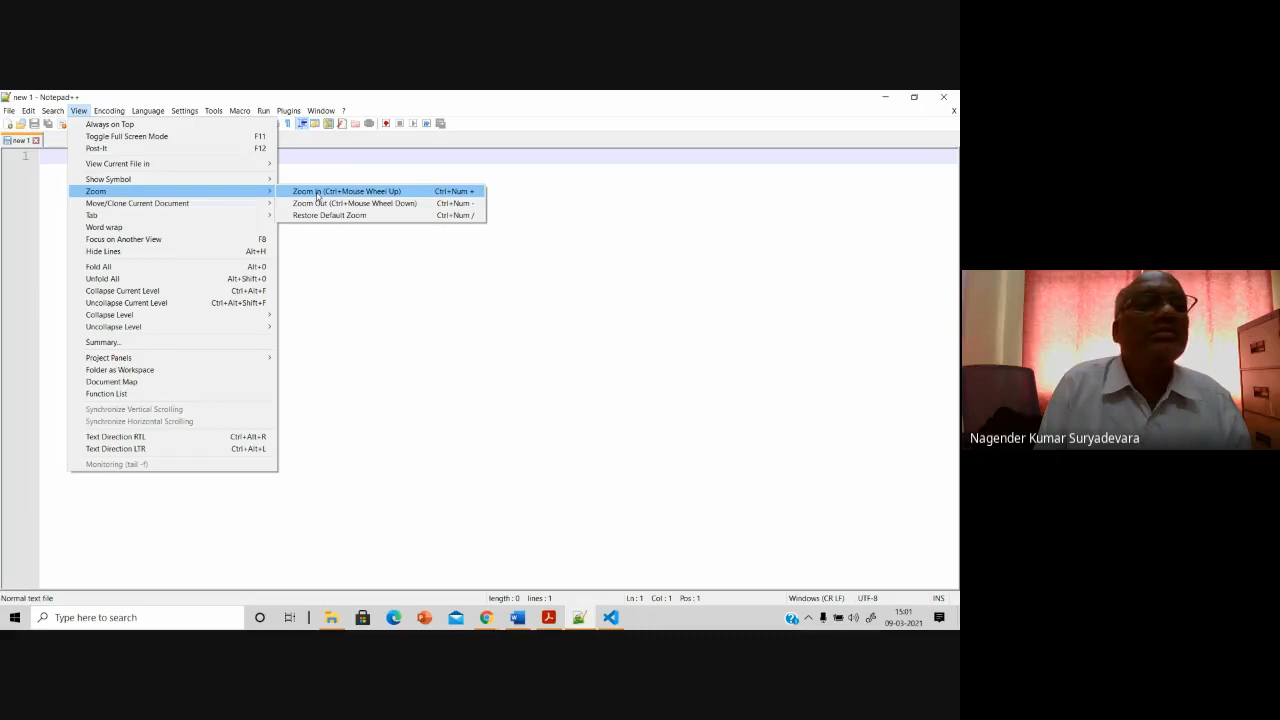 new 1 - Notepad++
File Edit Search View Encoding Language Settings Tools Macro Run Plugins Window ? X
new 1
1
Always on Top
Toggle Full Screen Mode F11
Post-It F12
View Current File in
Show Symbol
Zoom
Move/Clone Current Document
Tab
Word wrap
Focus on Another View F8
Hide Lines Alt+H
Fold All Alt+0
Unfold All Alt+Shift+0
Collapse Current Level Ctrl+Alt+F
Uncollapse Current Level Ctrl+Alt+Shift+F
Collapse Level
Uncollapse Level
Summary...
Project Panels
Folder as Workspace
Document Map
Function List
Synchronize Vertical Scrolling
Synchronize Horizontal Scrolling
Text Direction RTL Ctrl+Alt+R
Text Direction LTR Ctrl+Alt+L
Monitoring (tail -f)
Zoom In (Ctrl+Mouse Wheel Up) Ctrl+Num +
Zoom Out (Ctrl+Mouse Wheel Down) Ctrl+Num -
Restore Default Zoom Ctrl+Num /
Nagender Kumar Suryadevara
Normal text file length : 0 lines : 1 Ln : 1 Col : 1 Pos : 1 Windows (CR LF) UTF-8 INS
Type here to search
15:01
09-03-2021